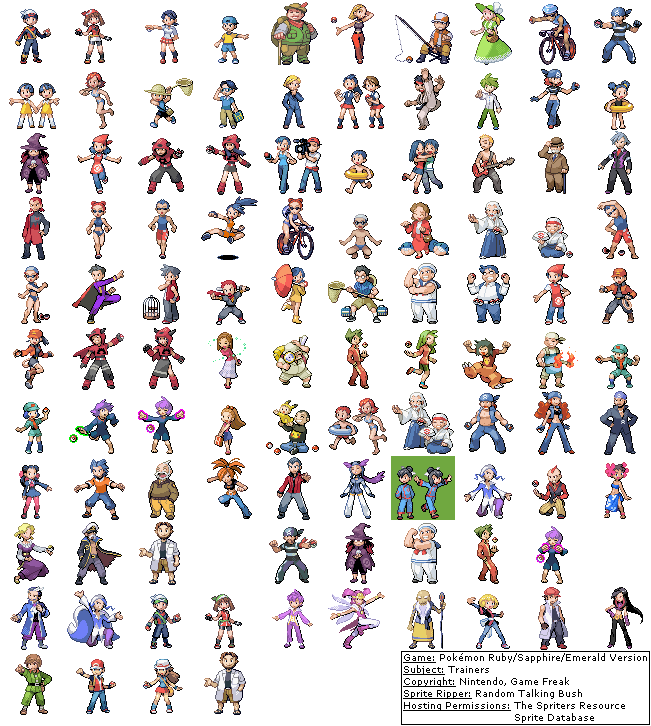 Game: Pokémon Ruby/Sapphire/Emerald Version
Subject: Trainers
Copyright: Nintendo, Game Freak
Sprite Ripper: Random Talking Bush
Hosting Permissions: The Spriters Resource
Sprite Database